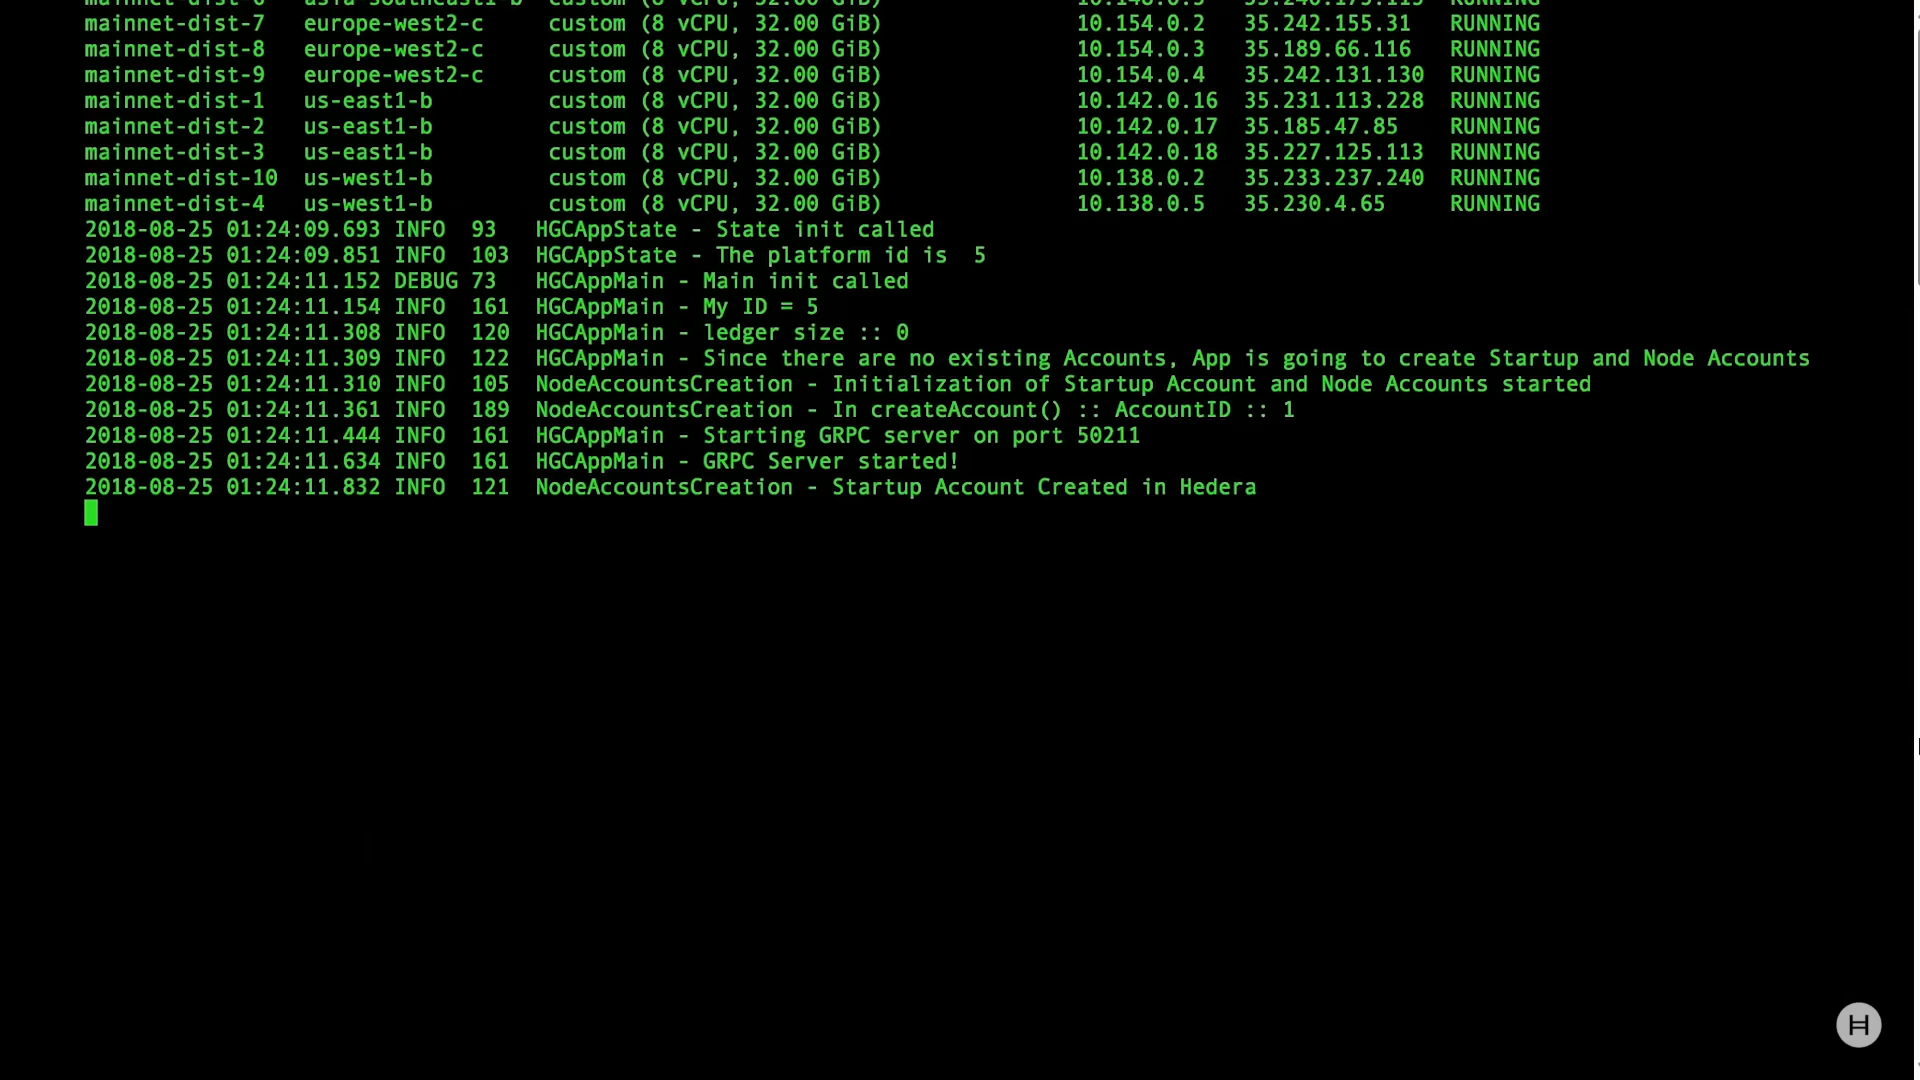 custom (8 vCPU, 32.00 GiB) RUNNING
mainnet-dist-7 europe-west2-c custom (8 vCPU, 32.00 GiB) 10.154.0.2 35.242.155.31 RUNNING
mainnet-dist-8 europe-west2-c custom (8 vCPU, 32.00 GiB) 10.154.0.3 35.189.66.116 RUNNING
mainnet-dist-9 europe-west2-c custom (8 vCPU, 32.00 GiB) 10.154.0.4 35.242.131.130 RUNNING
mainnet-dist-1 us-east1-b custom (8 vCPU, 32.00 GiB) 10.142.0.16 35.231.113.228 RUNNING
mainnet-dist-2 us-east1-b custom (8 vCPU, 32.00 GiB) 10.142.0.17 35.185.47.85 RUNNING
mainnet-dist-3 us-east1-b custom (8 vCPU, 32.00 GiB) 10.142.0.18 35.227.125.113 RUNNING
mainnet-dist-10 us-west1-b custom (8 vCPU, 32.00 GiB) 10.138.0.2 35.233.237.240 RUNNING
mainnet-dist-4 us-west1-b custom (8 vCPU, 32.00 GiB) 10.138.0.5 35.230.4.65 RUNNING
2018-08-25 01:24:09.693 INFO 93 HGCAppState - State init called
2018-08-25 01:24:09.851 INFO 103 HGCAppState - The platform id is 5
2018-08-25 01:24:11.152 DEBUG 73 HGCAppMain - Main init called
2018-08-25 01:24:11.154 INFO 161 HGCAppMain - My ID = 5
2018-08-25 01:24:11.308 INFO 120 HGCAppMain - ledger size :: 0
2018-08-25 01:24:11.309 INFO 122 HGCAppMain - Since there are no existing Accounts, App is going to create Startup and Node Accounts
2018-08-25 01:24:11.310 INFO 105 NodeAccountsCreation - Initialization of Startup Account and Node Accounts started
2018-08-25 01:24:11.361 INFO 189 NodeAccountsCreation - In createAccount() :: AccountID :: 1
2018-08-25 01:24:11.444 INFO 161 HGCAppMain - Starting GRPC server on port 50211
2018-08-25 01:24:11.634 INFO 161 HGCAppMain - GRPC Server started!
2018-08-25 01:24:11.832 INFO 121 NodeAccountsCreation - Startup Account Created in Hedera